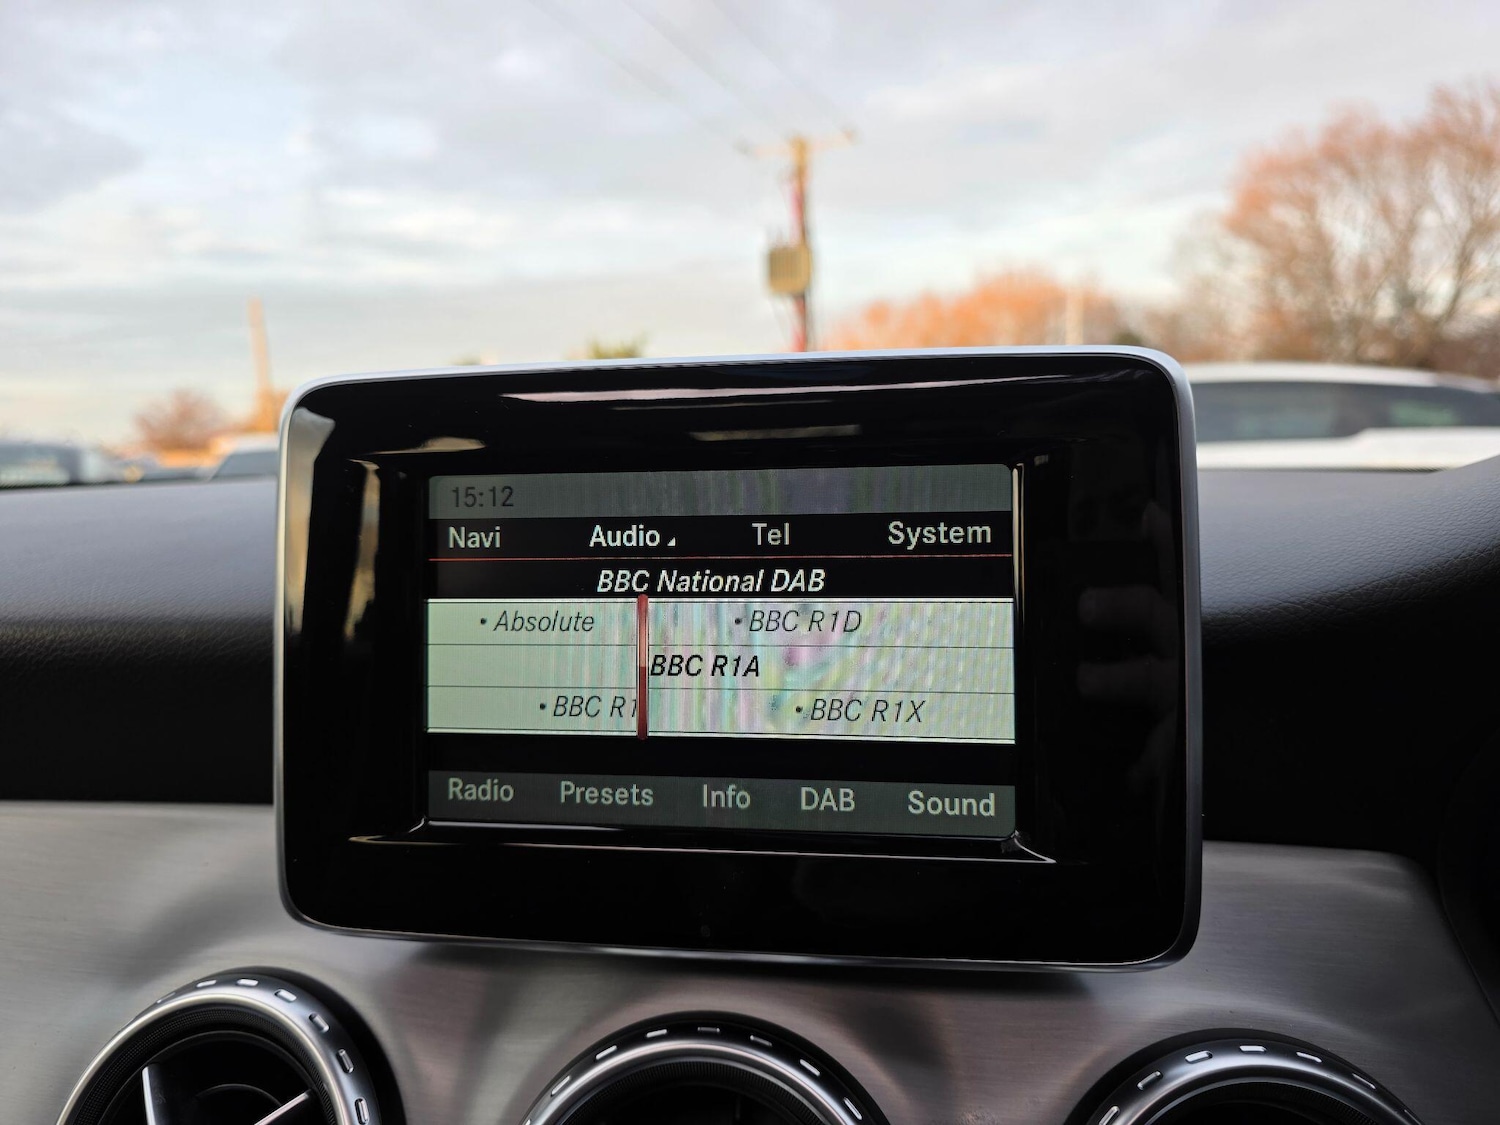 15:12
Navi Audio Tel System
BBC National DAB
• Absolute • BBC R1D
BBC R1A
• BBC R1 • BBC R1X
Radio Presets Info DAB Sound